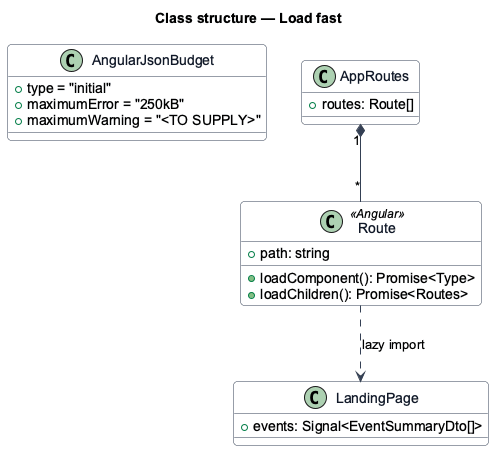 Class structure — Load fast
C AngularJsonBudget
type = "initial"
maximumError = "250kB"
maximumWarning = "<TO SUPPLY>"
C AppRoutes
routes: Route[]
1
*
«Angular»
C Route
path: string
loadComponent(): Promise<Type>
loadChildren(): Promise<Routes>
lazy import
C LandingPage
events: Signal<EventSummaryDto[]>